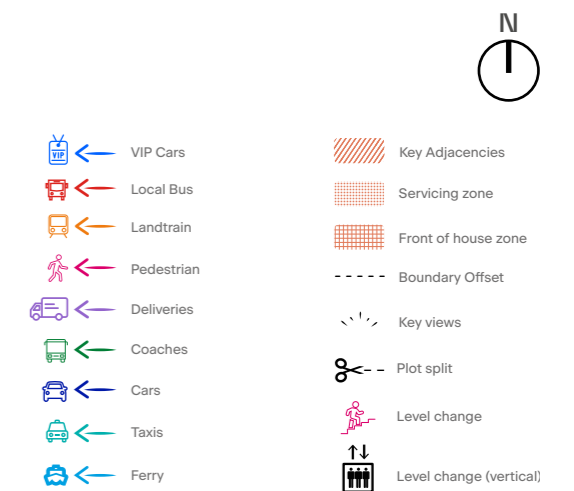 N
VIP
VIP Cars
Local Bus
Landtrain
Pedestrian
Deliveries
Coaches
Cars
Taxis
Ferry
Key Adjacencies
Servicing zone
Front of house zone
Boundary Offset
Key views
Plot split
Level change
Level change (vertical)